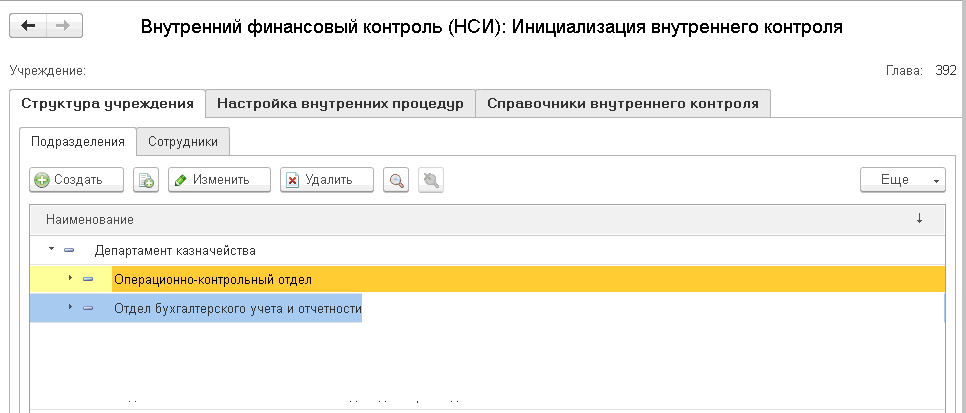 Внутренний финансовый контроль (НСИ): Инициализация внутреннего контроля
Учреждение: Глава: 392
Структура учреждения Настройка внутренних процедур Справочники внутреннего контроля
Подразделения Сотрудники
Создать Изменить Удалить Еще
Наименование
Департамент казначейства
Операционно-контрольный отдел
Отдел бухгалтерского учета и отчетности